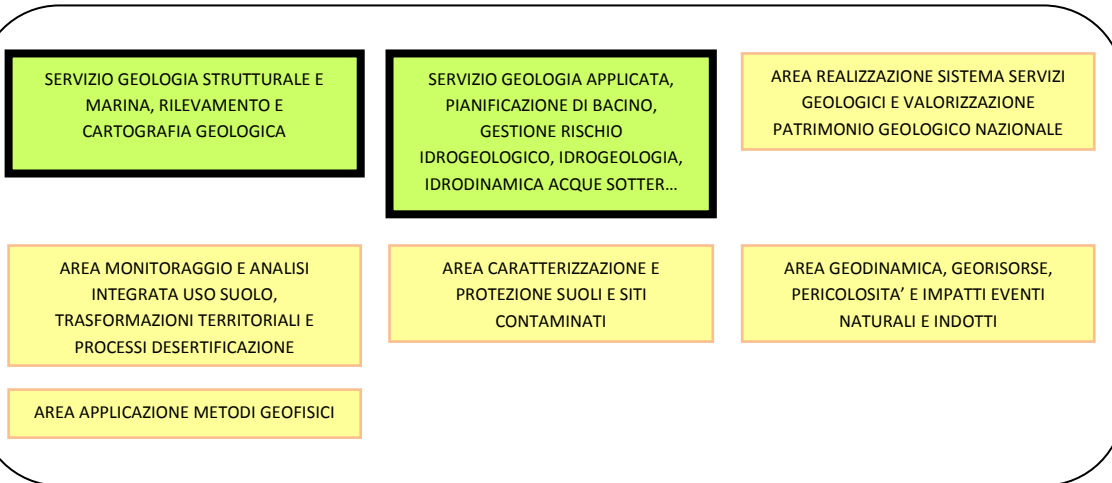 SERVIZIO GEOLOGIA STRUTTURALE E
MARINA, RILEVAMENTO E
CARTOGRAFIA GEOLOGICA
SERVIZIO GEOLOGIA APPLICATA,
PIANIFICAZIONE DI BACINO,
GESTIONE RISCHIO
IDROGEOLOGICO, IDROGEOLOGIA,
IDRODINAMICA ACQUE SOTTER…
AREA REALIZZAZIONE SISTEMA SERVIZI
GEOLOGICI E VALORIZZAZIONE
PATRIMONIO GEOLOGICO NAZIONALE
AREA MONITORAGGIO E ANALISI
INTEGRATA USO SUOLO,
TRASFORMAZIONI TERRITORIALI E
PROCESSI DESERTIFICAZIONE
AREA CARATTERIZZAZIONE E
PROTEZIONE SUOLI E SITI
CONTAMINATI
AREA GEODINAMICA, GEORISORSE,
PERICOLOSITA’ E IMPATTI EVENTI
NATURALI E INDOTTI
AREA APPLICAZIONE METODI GEOFISICI